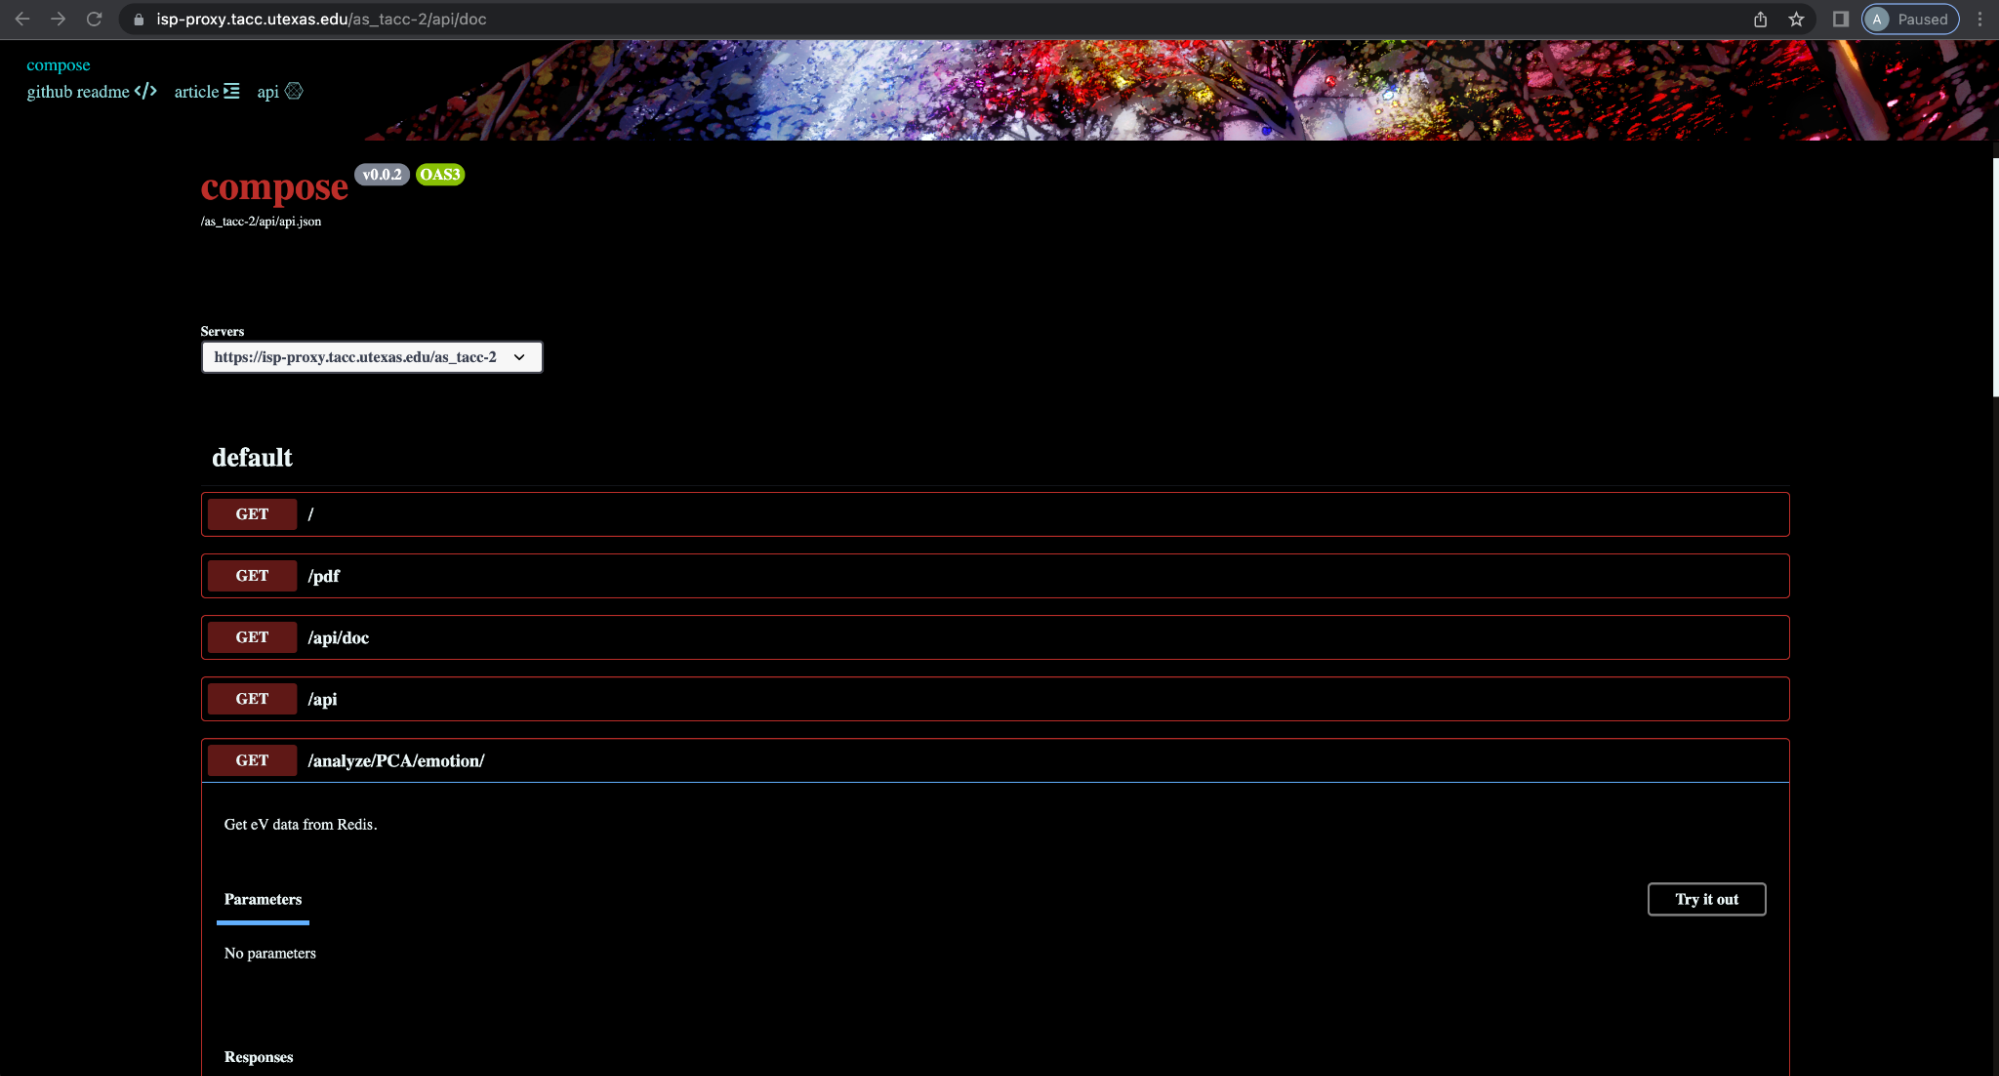 isp-proxy.tacc.utexas.edu/as_tacc-2/api/doc
A Paused
compose
github readme </> article api
compose v0.0.2 OAS3
/as_tacc-2/api/api.json
Servers
https://isp-proxy.tacc.utexas.edu/as_tacc-2
default
GET /
GET /pdf
GET /api/doc
GET /api
GET /analyze/PCA/emotion/
Get eV data from Redis.
Parameters Try it out
No parameters
Responses